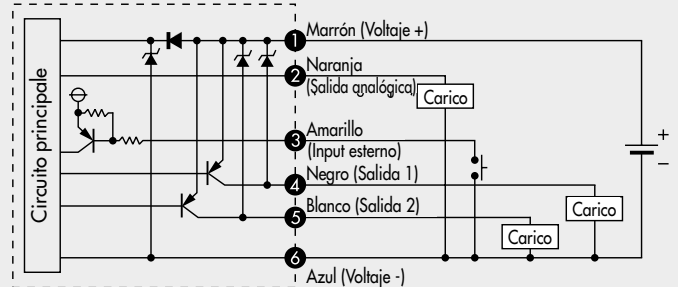 Circuito principale
1 Marrón (Voltaje +)
2 Naranja
(Salida analógica)
Carico
3 Amarillo
(Input esterno)
4 Negro (Salida 1)
Carico
5 Blanco (Salida 2)
Carico
6
Azul (Voltaje -)
+
−